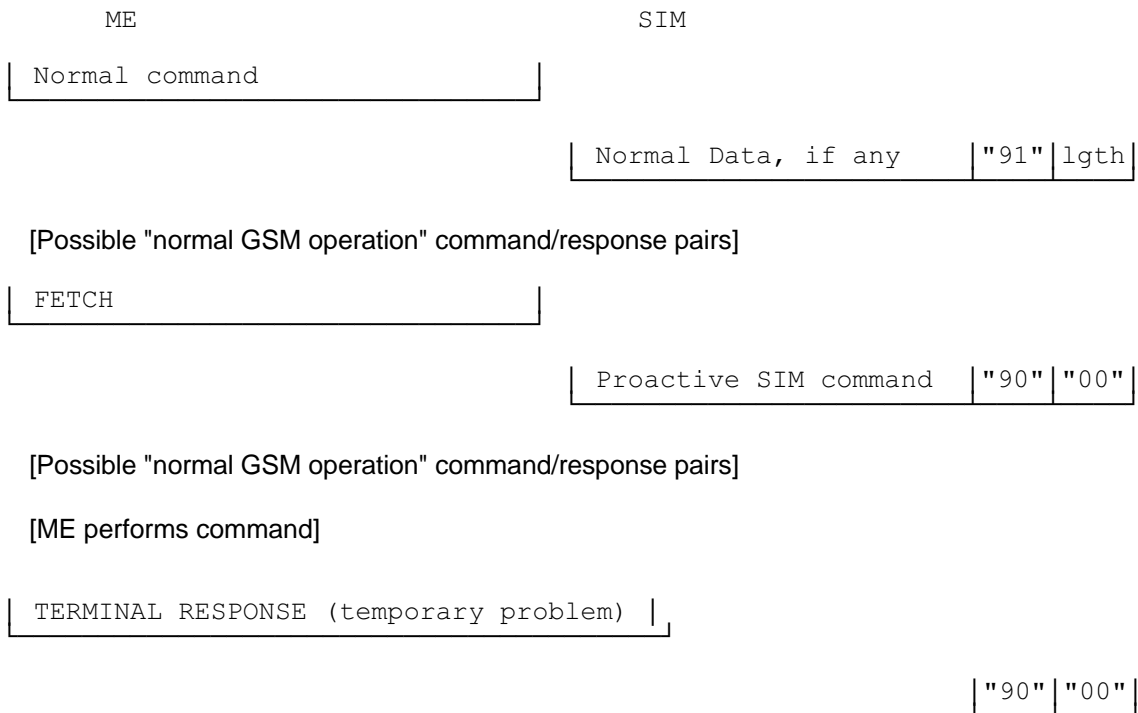 ME SIM
Normal command
Normal Data, if any "91" lgth
[Possible "normal GSM operation" command/response pairs]
FETCH
Proactive SIM command "90" "00"
[Possible "normal GSM operation" command/response pairs]
[ME performs command]
TERMINAL RESPONSE (temporary problem)
"90" "00"